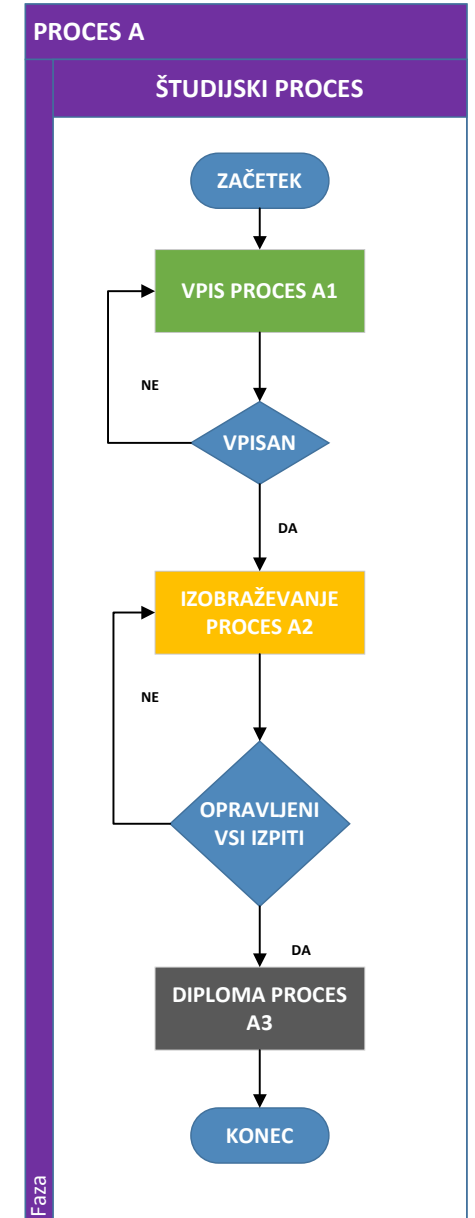 PROCES A
ŠTUDIJSKI PROCES
ZAČETEK
VPIS PROCES A1
NE
VPISAN
DA
IZOBRAŽEVANJE
PROCES A2
NE
OPRAVLJENI
VSI IZPITI
DA
DIPLOMA PROCES
A3
KONEC
Faza